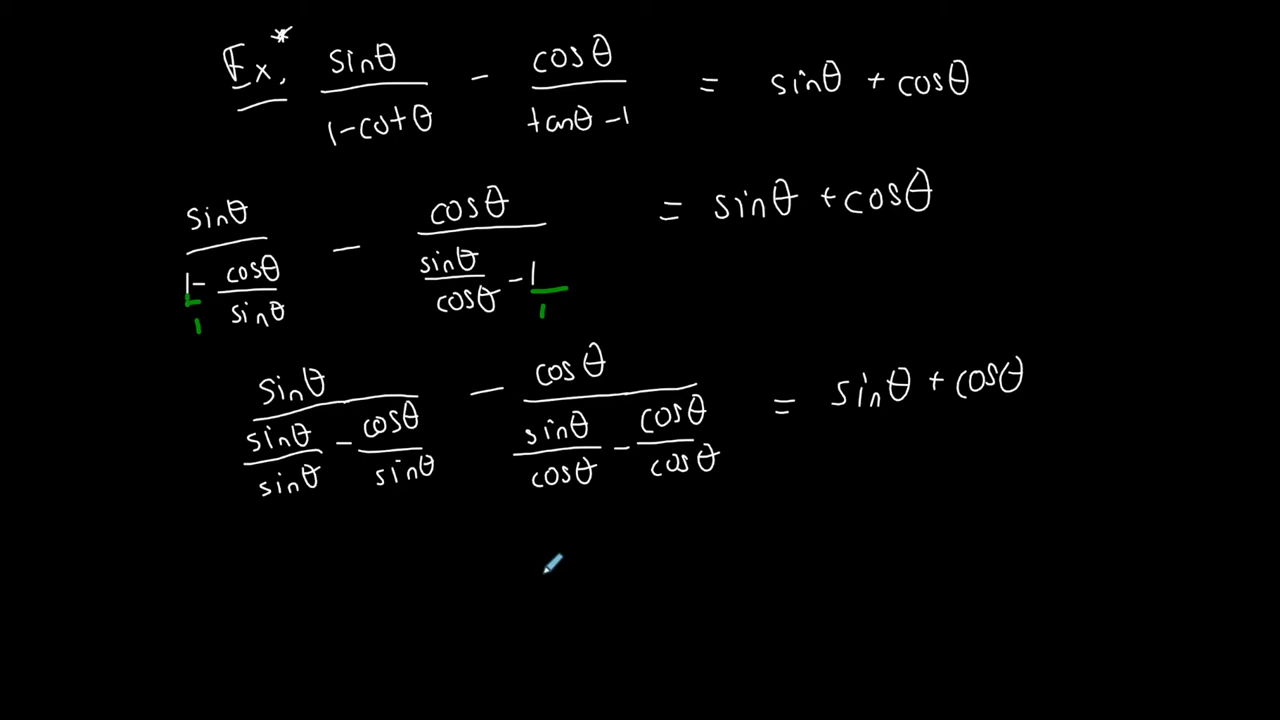 Ex.* sinθ/(1-cotθ) - cosθ/(tanθ-1) = sinθ + cosθ
sinθ/(1/1 - cosθ/sinθ) - cosθ/(sinθ/cosθ - 1/1) = sinθ + cosθ
sinθ/(sinθ/sinθ - cosθ/sinθ) - cosθ/(sinθ/cosθ - cosθ/cosθ) = sinθ + cosθ